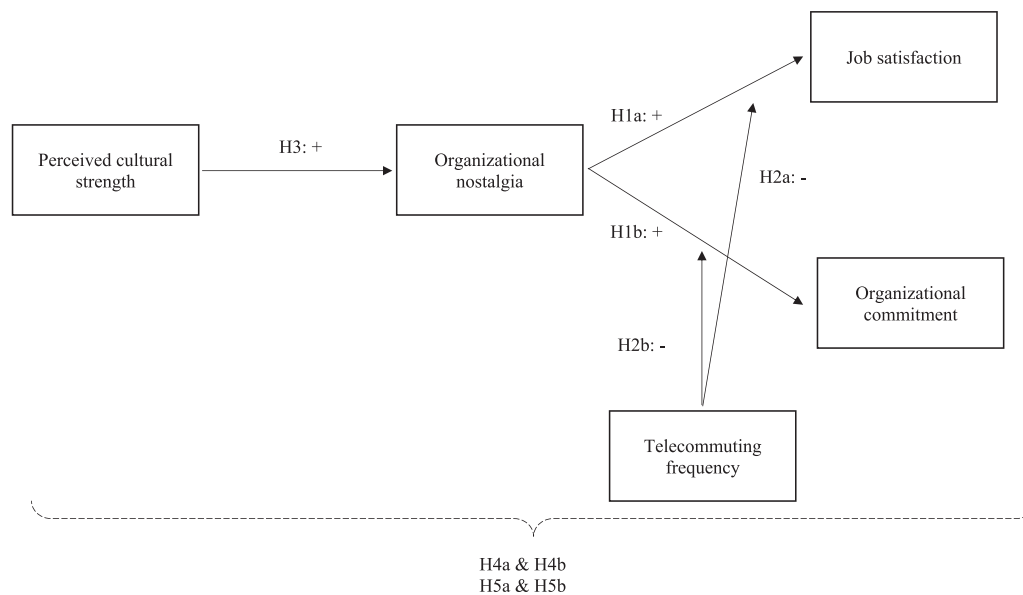 Job satisfaction
H1a: +
Perceived cultural
strength
H3: +
Organizational
nostalgia
H2a: -
H1b: +
Organizational
commitment
H2b: -
Telecommuting
frequency
H4a & H4b
H5a & H5b